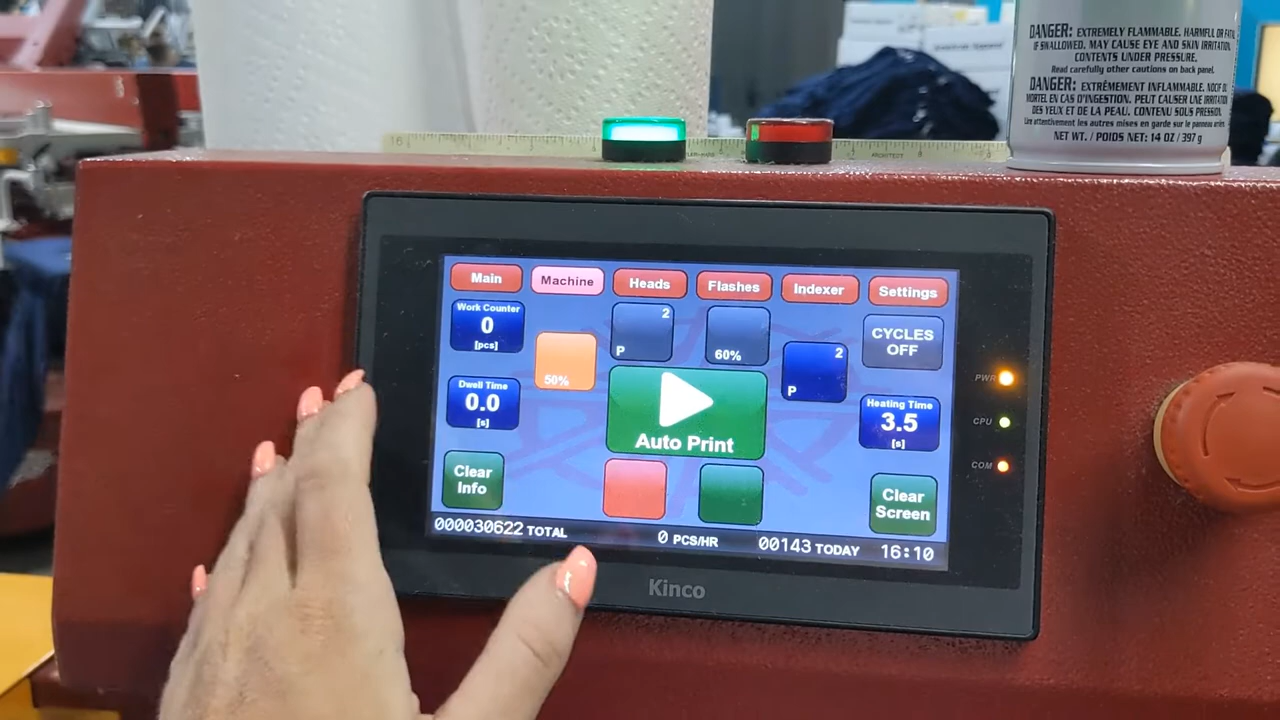 DANGER: EXTREMELY FLAMMABLE. HARMFUL OR FATAL
IF SWALLOWED. MAY CAUSE EYE AND SKIN IRRITATION.
CONTENTS UNDER PRESSURE.
Read carefully other cautions on back panel.
DANGER: EXTRÊMEMENT INFLAMMABLE. NOCIF OU
MORTEL EN CAS D'INGESTION. PEUT CAUSER UNE IRRITATION
DES YEUX ET DE LA PEAU. CONTENU SOUS PRESSION.
Lire attentivement les autres mises en garde sur le panneau arrière.
NET WT. / POIDS NET: 14 OZ / 397 g
16
ARCHITECT
Main
Machine
Heads
Flashes
Indexer
Settings
Work Counter
0
[pcs]
50%
2
P
60%
2
P
CYCLES
OFF
Dwell Time
0.0
[s]
Auto Print
Heating Time
3.5
[s]
Clear
Info
Clear
Screen
000030622 TOTAL
0 PCS/HR
00143 TODAY
16:10
PWR
CPU
COM
Kinco